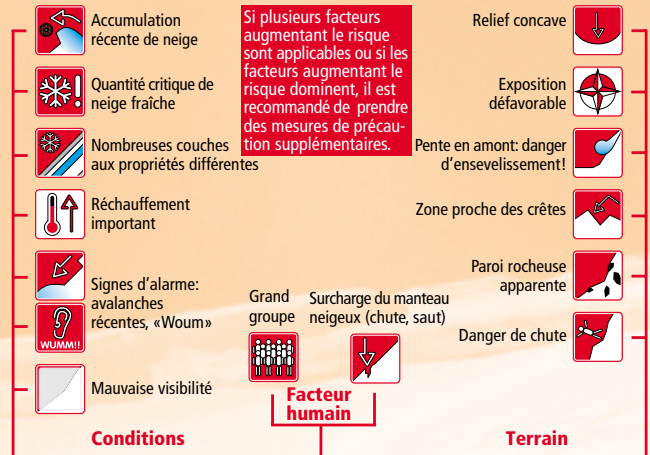 Accumulation
récente de neige
Quantité critique de
neige fraîche
Nombreuses couches
aux propriétés différentes
Réchauffement
important
Signes d'alarme:
avalanches
récentes, «Woum»
WUMM!!
Mauvaise visibilité
Conditions
Si plusieurs facteurs
augmentant le risque
sont applicables ou si les
facteurs augmentant le
risque dominent, il est
recommandé de prendre
des mesures de précau-
tion supplémentaires.
Grand
groupe
Surcharge du manteau
neigeux (chute, saut)
Facteur
humain
Relief concave
Exposition
défavorable
Pente en amont: danger
d'ensevelissement!
Zone proche des crêtes
Paroi rocheuse
apparente
Danger de chute
Terrain